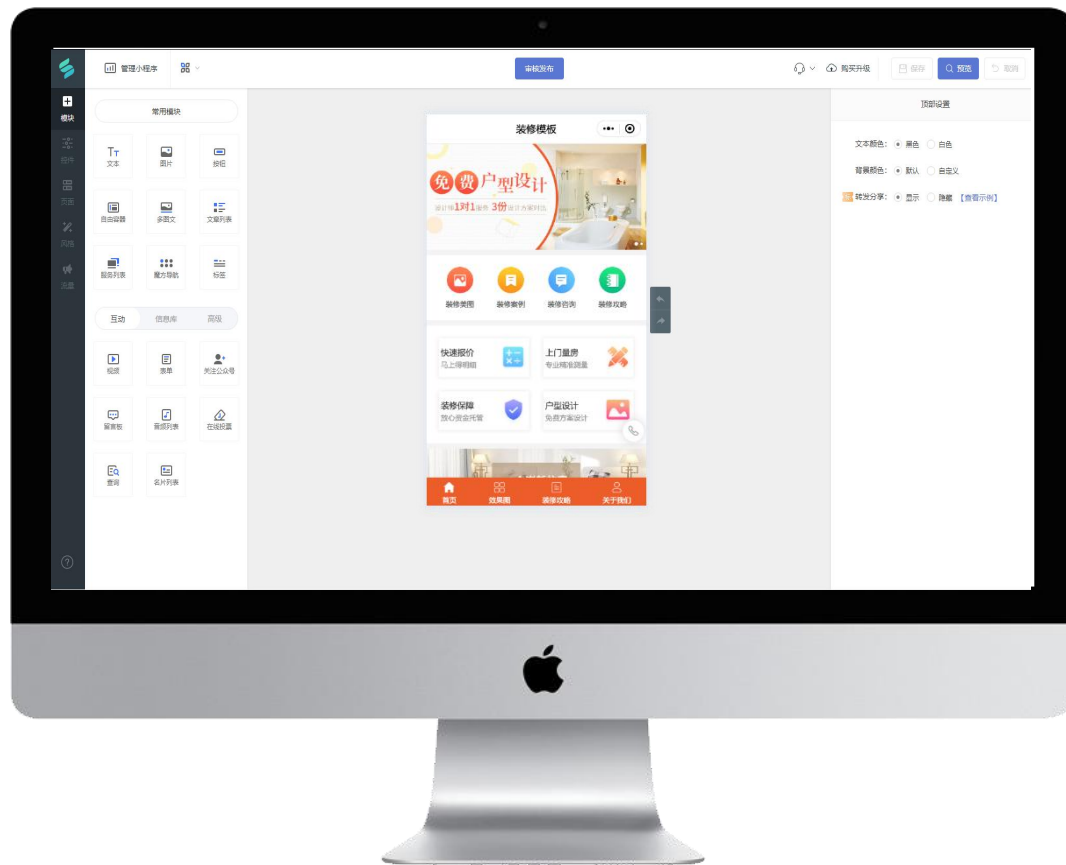 管理小程序
审核发布
购买升级
保存
预览
取消
模块
控件
页面
风格
流量
常用模块
文本
图片
按钮
自由容器
多图文
文章列表
服务列表
魔方导航
标签
互动
信息库
高级
视频
表单
关注公众号
留言板
音频列表
在线投票
查询
名片列表
装修模板
免费户型设计
设计师1对1服务 3份设计方案对比
装修美图
装修案例
装修咨询
装修攻略
快速报价
马上得明细
上门量房
专业精准测量
装修保障
放心资金托管
户型设计
免费方案设计
首页
效果图
装修攻略
关于我们
顶部设置
文本颜色: 黑色 白色
背景颜色: 默认 自定义
转发分享: 显示 隐藏 【查看示例】